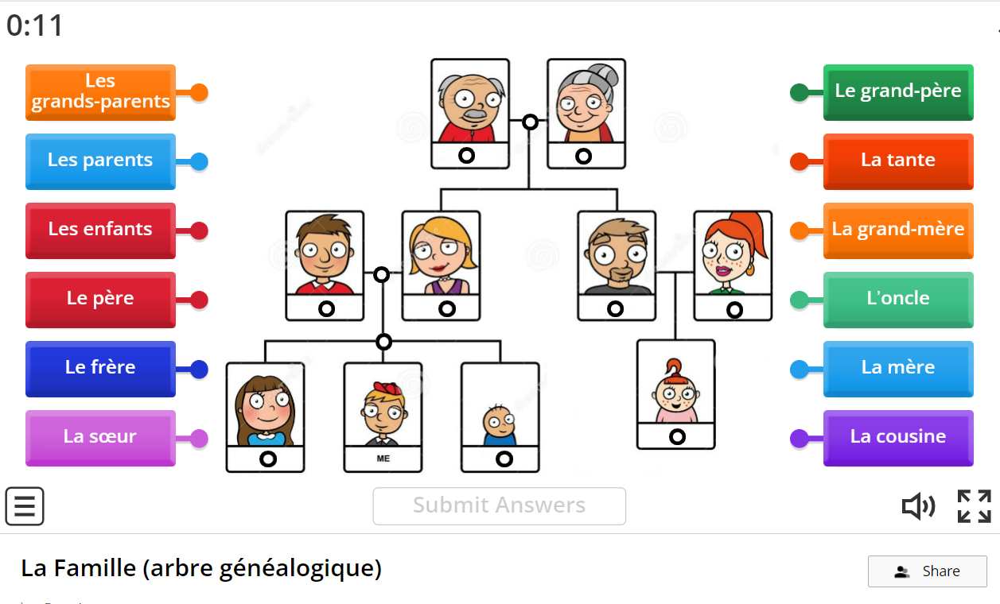 0:11
Les
grands-parents
Les parents
Les enfants
Le père
Le frère
La sœur
ME
Le grand-père
La tante
La grand-mère
L'oncle
La mère
La cousine
Submit Answers
La Famille (arbre généalogique)
Share